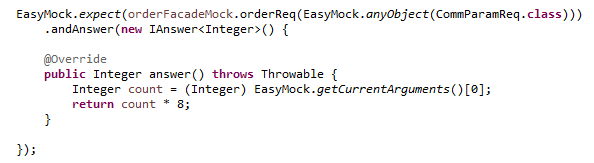 EasyMock.expect(orderFacadeMock.orderReq(EasyMock.anyObject(CommParamReq.class)))
    .andAnswer(new IAnswer<Integer>() {

    @Override
    public Integer answer() throws Throwable {
        Integer count = (Integer) EasyMock.getCurrentArguments()[0];
        return count * 8;
    }

});